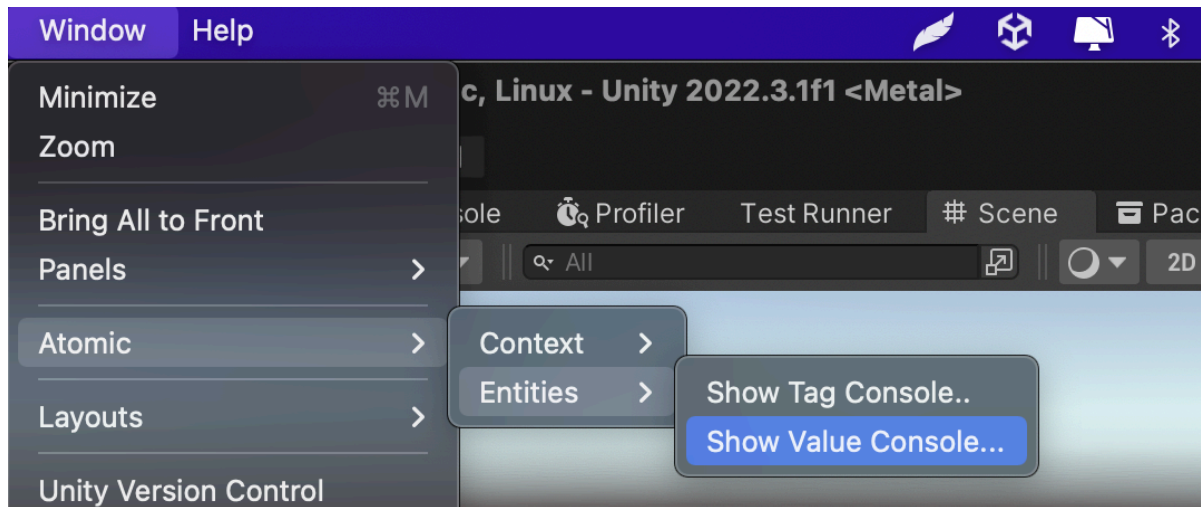 Window Help
Minimize ⌘M
c, Linux - Unity 2022.3.1f1 <Metal>
Zoom
Bring All to Front
sole Profiler Test Runner # Scene Pac
Panels
All 2D
Atomic
Context
Entities
Show Tag Console..
Show Value Console...
Layouts
Unity Version Control